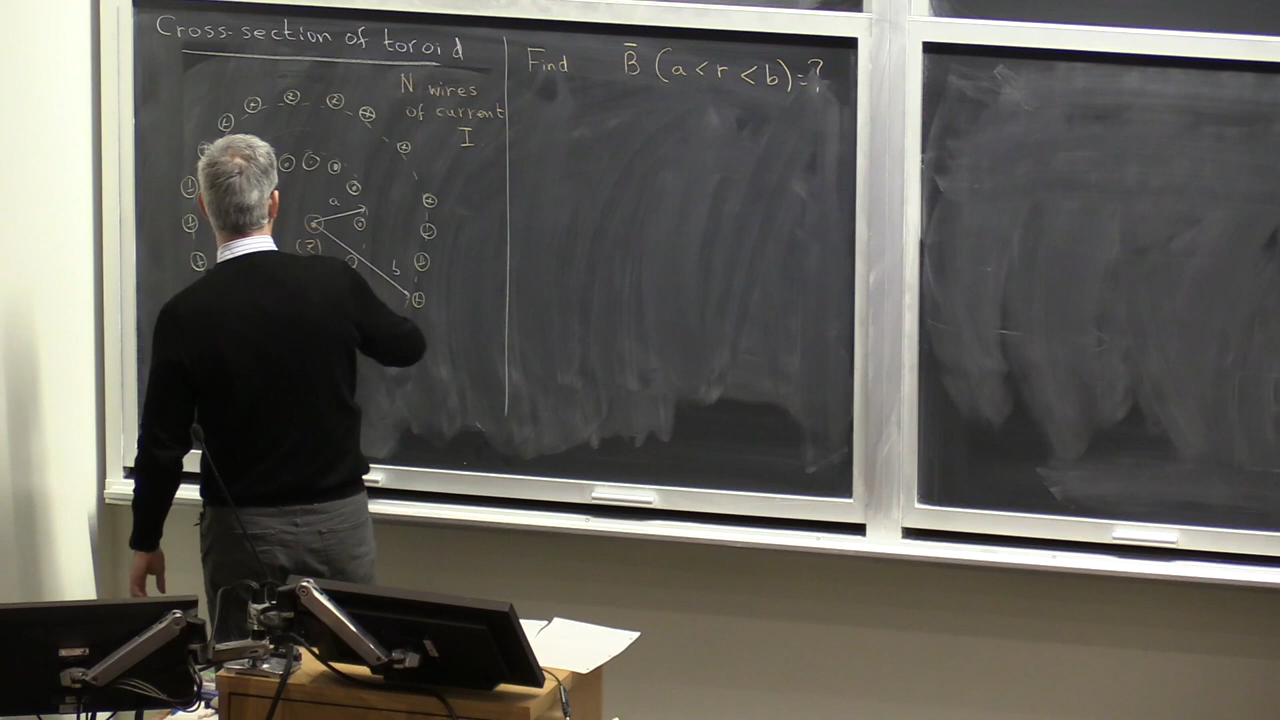 Cross-section of toroid
N wires
of current
I
a
(z)
b
Find B̄ (a < r < b) = ?